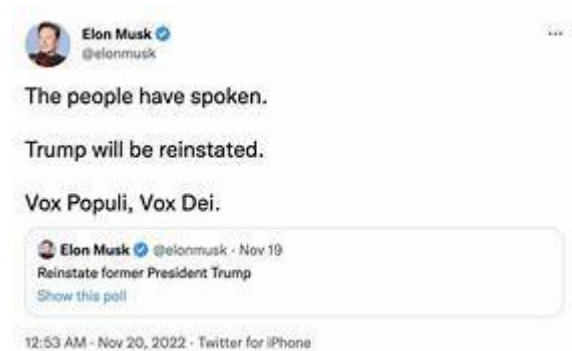 Elon Musk
@elonmusk
The people have spoken.
Trump will be reinstated.
Vox Populi, Vox Dei.
Elon Musk @elonmusk · Nov 19
Reinstate former President Trump
Show this poll
12:53 AM · Nov 20, 2022 · Twitter for iPhone